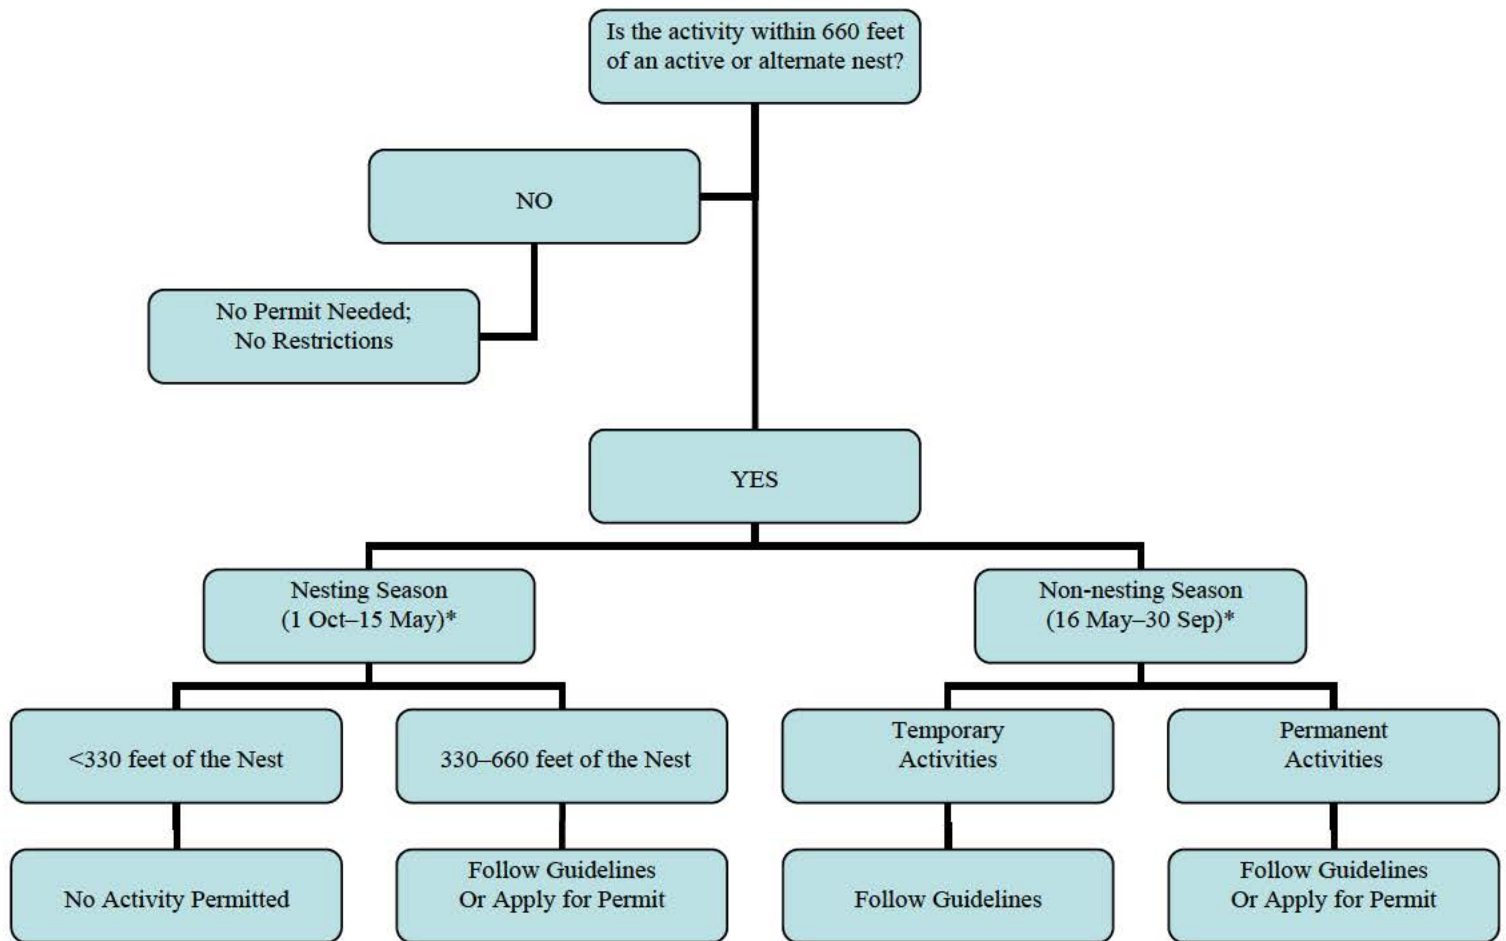 Is the activity within 660 feet
of an active or alternate nest?
NO
No Permit Needed;
No Restrictions
YES
Nesting Season
(1 Oct–15 May)*
Non-nesting Season
(16 May–30 Sep)*
<330 feet of the Nest
330–660 feet of the Nest
Temporary
Activities
Permanent
Activities
No Activity Permitted
Follow Guidelines
Or Apply for Permit
Follow Guidelines
Follow Guidelines
Or Apply for Permit